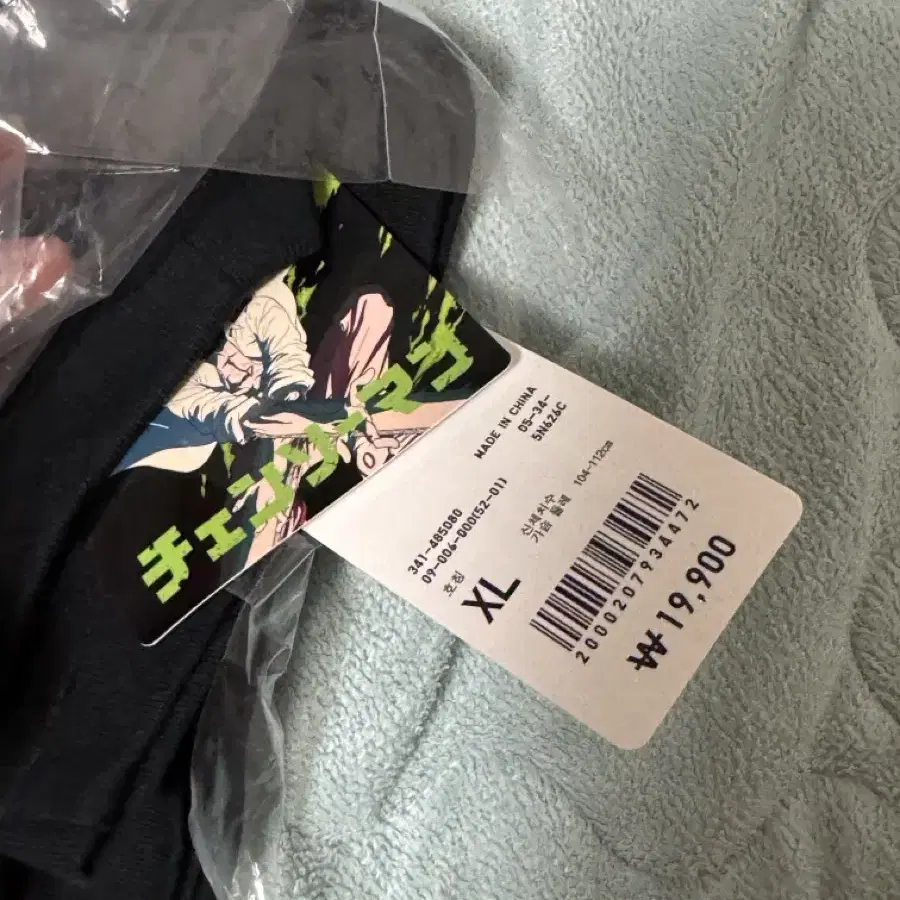 チェンソーマン
MADE IN CHINA
05-34-
5N626C
341-485080
09-006-000(52-01)
신체치수
가슴 둘레 104-112cm
호칭
XL
2000207934472
₩19,900